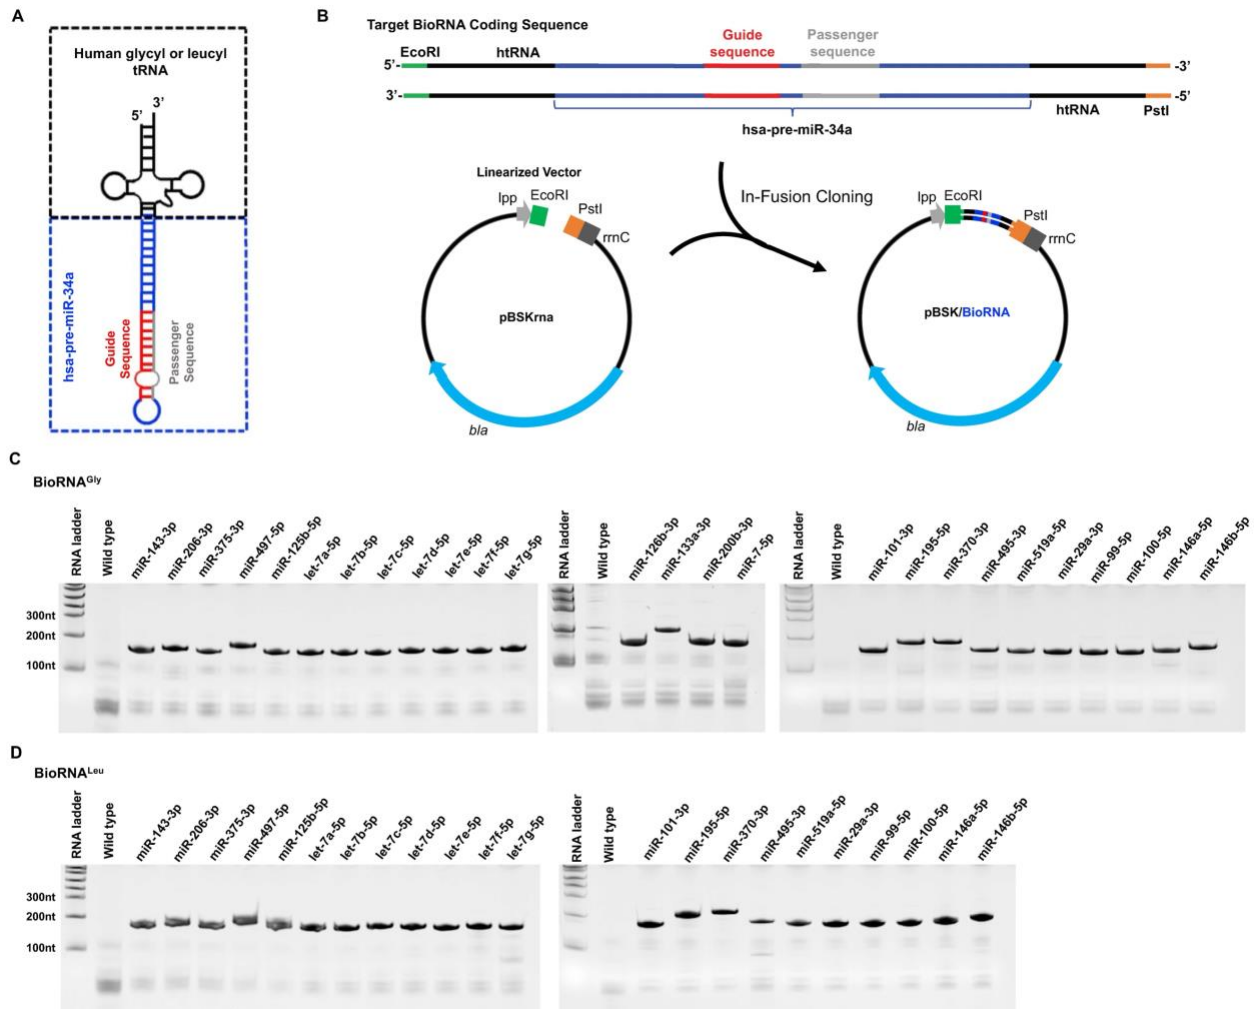 A
Human glycyl or leucyl
tRNA
5'
3'
hsa-pre-miR-34a
Guide
Sequence
Passenger
Sequence
B
Target BioRNA Coding Sequence
EcoRI
htRNA
Guide
sequence
Passenger
sequence
5'-
-3'
3'-
-5'
hsa-pre-miR-34a
htRNA
PstI
Linearized Vector
lpp
EcoRI
PstI
rrnC
pBSKrna
bla
In-Fusion Cloning
lpp
EcoRI
PstI
rrnC
pBSK/BioRNA
bla
C
BioRNAGly
RNA ladder
Wild type
miR-143-3p
miR-206-3p
miR-375-3p
miR-497-5p
miR-125b-5p
let-7a-5p
let-7b-5p
let-7c-5p
let-7d-5p
let-7e-5p
let-7f-5p
let-7g-5p
300nt
200nt
100nt
RNA ladder
Wild type
miR-126b-3p
miR-133a-3p
miR-200b-3p
miR-7-5p
RNA ladder
Wild type
miR-101-3p
miR-195-5p
miR-370-3p
miR-495-3p
miR-519a-5p
miR-29a-3p
miR-99-5p
miR-100-5p
miR-146a-5p
miR-146b-5p
D
BioRNALeu
RNA ladder
Wild type
miR-143-3p
miR-206-3p
miR-375-3p
miR-497-5p
miR-125b-5p
let-7a-5p
let-7b-5p
let-7c-5p
let-7d-5p
let-7e-5p
let-7f-5p
let-7g-5p
300nt
200nt
100nt
RNA ladder
Wild type
miR-101-3p
miR-195-5p
miR-370-3p
miR-495-3p
miR-519a-5p
miR-29a-3p
miR-99-5p
miR-100-5p
miR-146a-5p
miR-146b-5p